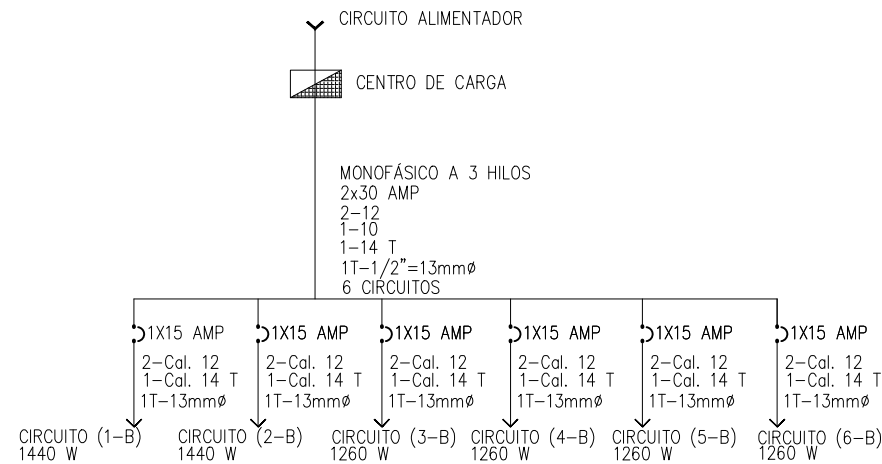 CIRCUITO ALIMENTADOR
CENTRO DE CARGA
MONOFÁSICO A 3 HILOS
2x30 AMP
2-12
1-10
1-14 T
1T-1/2"=13mmø
6 CIRCUITOS
1X15 AMP
2-Cal. 12
1-Cal. 14 T
1T-13mmø
CIRCUITO (1-B)
1440 W
1X15 AMP
2-Cal. 12
1-Cal. 14 T
1T-13mmø
CIRCUITO (2-B)
1440 W
1X15 AMP
2-Cal. 12
1-Cal. 14 T
1T-13mmø
CIRCUITO (3-B)
1260 W
1X15 AMP
2-Cal. 12
1-Cal. 14 T
1T-13mmø
CIRCUITO (4-B)
1260 W
1X15 AMP
2-Cal. 12
1-Cal. 14 T
1T-13mmø
CIRCUITO (5-B)
1260 W
1X15 AMP
2-Cal. 12
1-Cal. 14 T
1T-13mmø
CIRCUITO (6-B)
1260 W